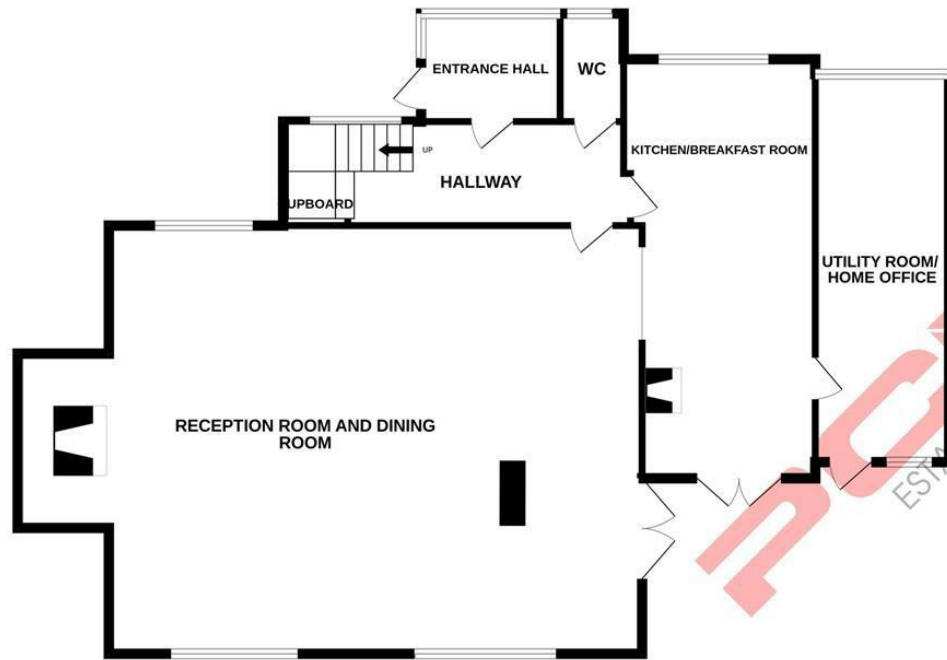 ENTRANCE HALL
WC
KITCHEN/BREAKFAST ROOM
UP
HALLWAY
UPBOARD
UTILITY ROOM/
HOME OFFICE
RECEPTION ROOM AND DINING
ROOM